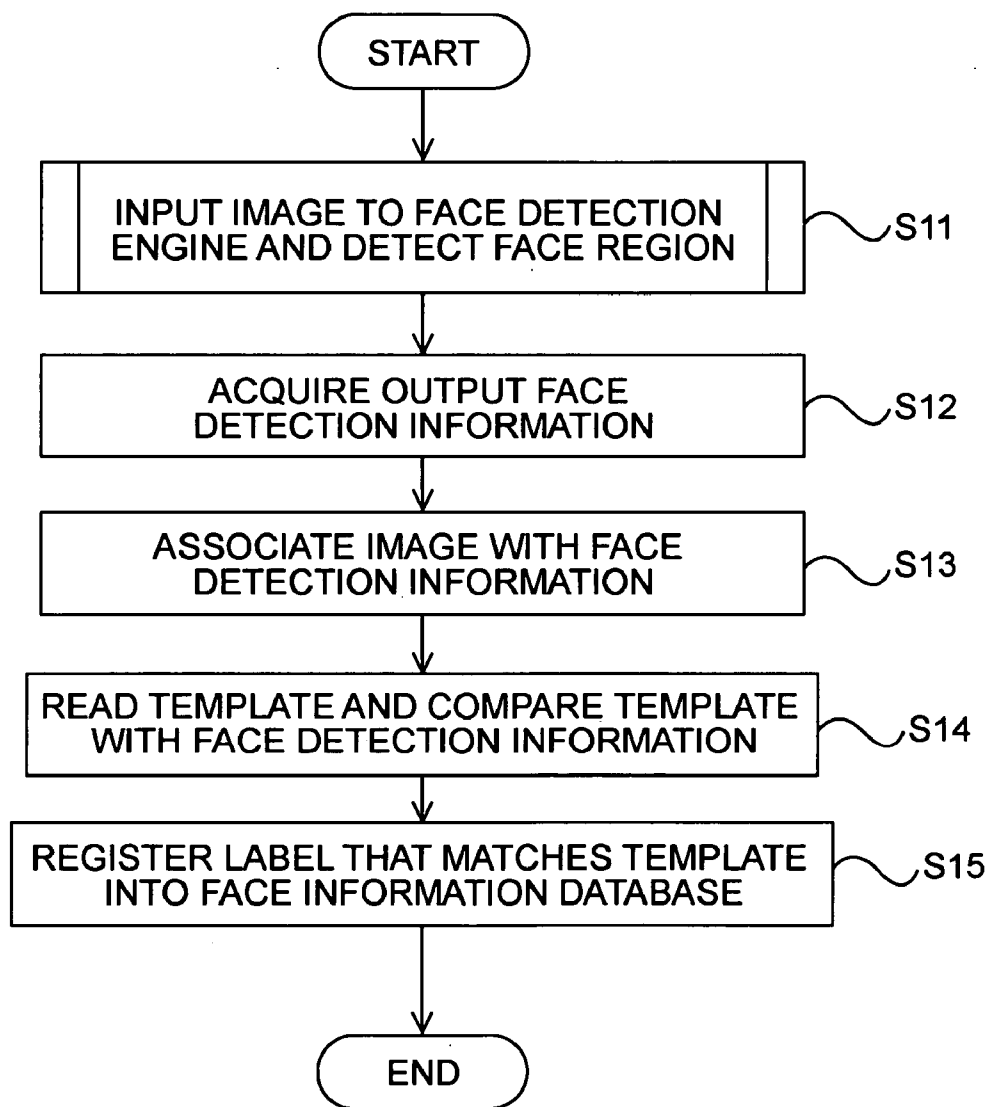 START
INPUT IMAGE TO FACE DETECTION
ENGINE AND DETECT FACE REGION
S11
ACQUIRE OUTPUT FACE
DETECTION INFORMATION
S12
ASSOCIATE IMAGE WITH FACE
DETECTION INFORMATION
S13
READ TEMPLATE AND COMPARE TEMPLATE
WITH FACE DETECTION INFORMATION
S14
REGISTER LABEL THAT MATCHES TEMPLATE
INTO FACE INFORMATION DATABASE
S15
END